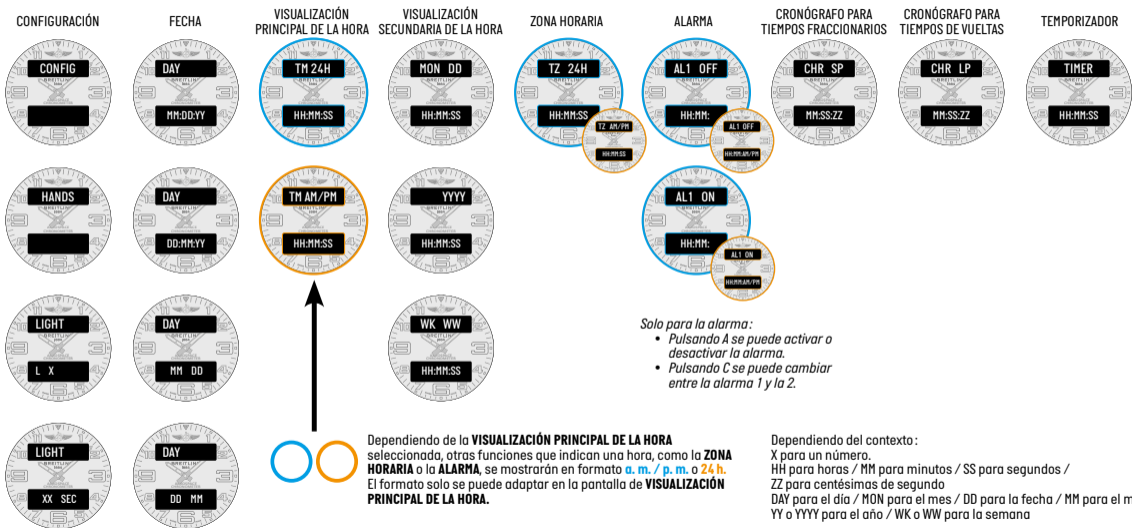 CONFIGURACIÓN
FECHA
VISUALIZACIÓN
PRINCIPAL DE LA HORA
VISUALIZACIÓN
SECUNDARIA DE LA HORA
ZONA HORARIA
ALARMA
CRONÓGRAFO PARA
TIEMPOS FRACCIONARIOS
CRONÓGRAFO PARA
TIEMPOS DE VUELTAS
TEMPORIZADOR
CONFIG
DAY
MM:DD:YY
TM 24H
HH:MM:SS
MON DD
HH:MM:SS
TZ 24H
HH:MM:SS
TZ AM/PM
HH:MM:SS
AL1 OFF
HH:MM:
AL1 OFF
HH:MM:AM/PM
CHR SP
MM:SS:ZZ
CHR LP
MM:SS:ZZ
TIMER
HH:MM:SS
HANDS
DAY
DD:MM:YY
TM AM/PM
HH:MM:SS
YYYY
HH:MM:SS
AL1 ON
HH:MM:
AL1 ON
HH:MM:AM/PM
LIGHT
L X
DAY
MM DD
WK WW
HH:MM:SS
Solo para la alarma:
• Pulsando A se puede activar o
desactivar la alarma.
• Pulsando C se puede cambiar
entre la alarma 1 y la 2.
LIGHT
XX SEC
DAY
DD MM
Dependiendo de la VISUALIZACIÓN PRINCIPAL DE LA HORA
seleccionada, otras funciones que indican una hora, como la ZONA
HORARIA o la ALARMA, se mostrarán en formato a. m. / p. m. o 24 h.
El formato solo se puede adaptar en la pantalla de VISUALIZACIÓN
PRINCIPAL DE LA HORA.
Dependiendo del contexto:
X para un número.
HH para horas / MM para minutos / SS para segundos /
ZZ para centésimas de segundo
DAY para el día / MON para el mes / DD para la fecha / MM para el m
YY o YYYY para el año / WK o WW para la semana